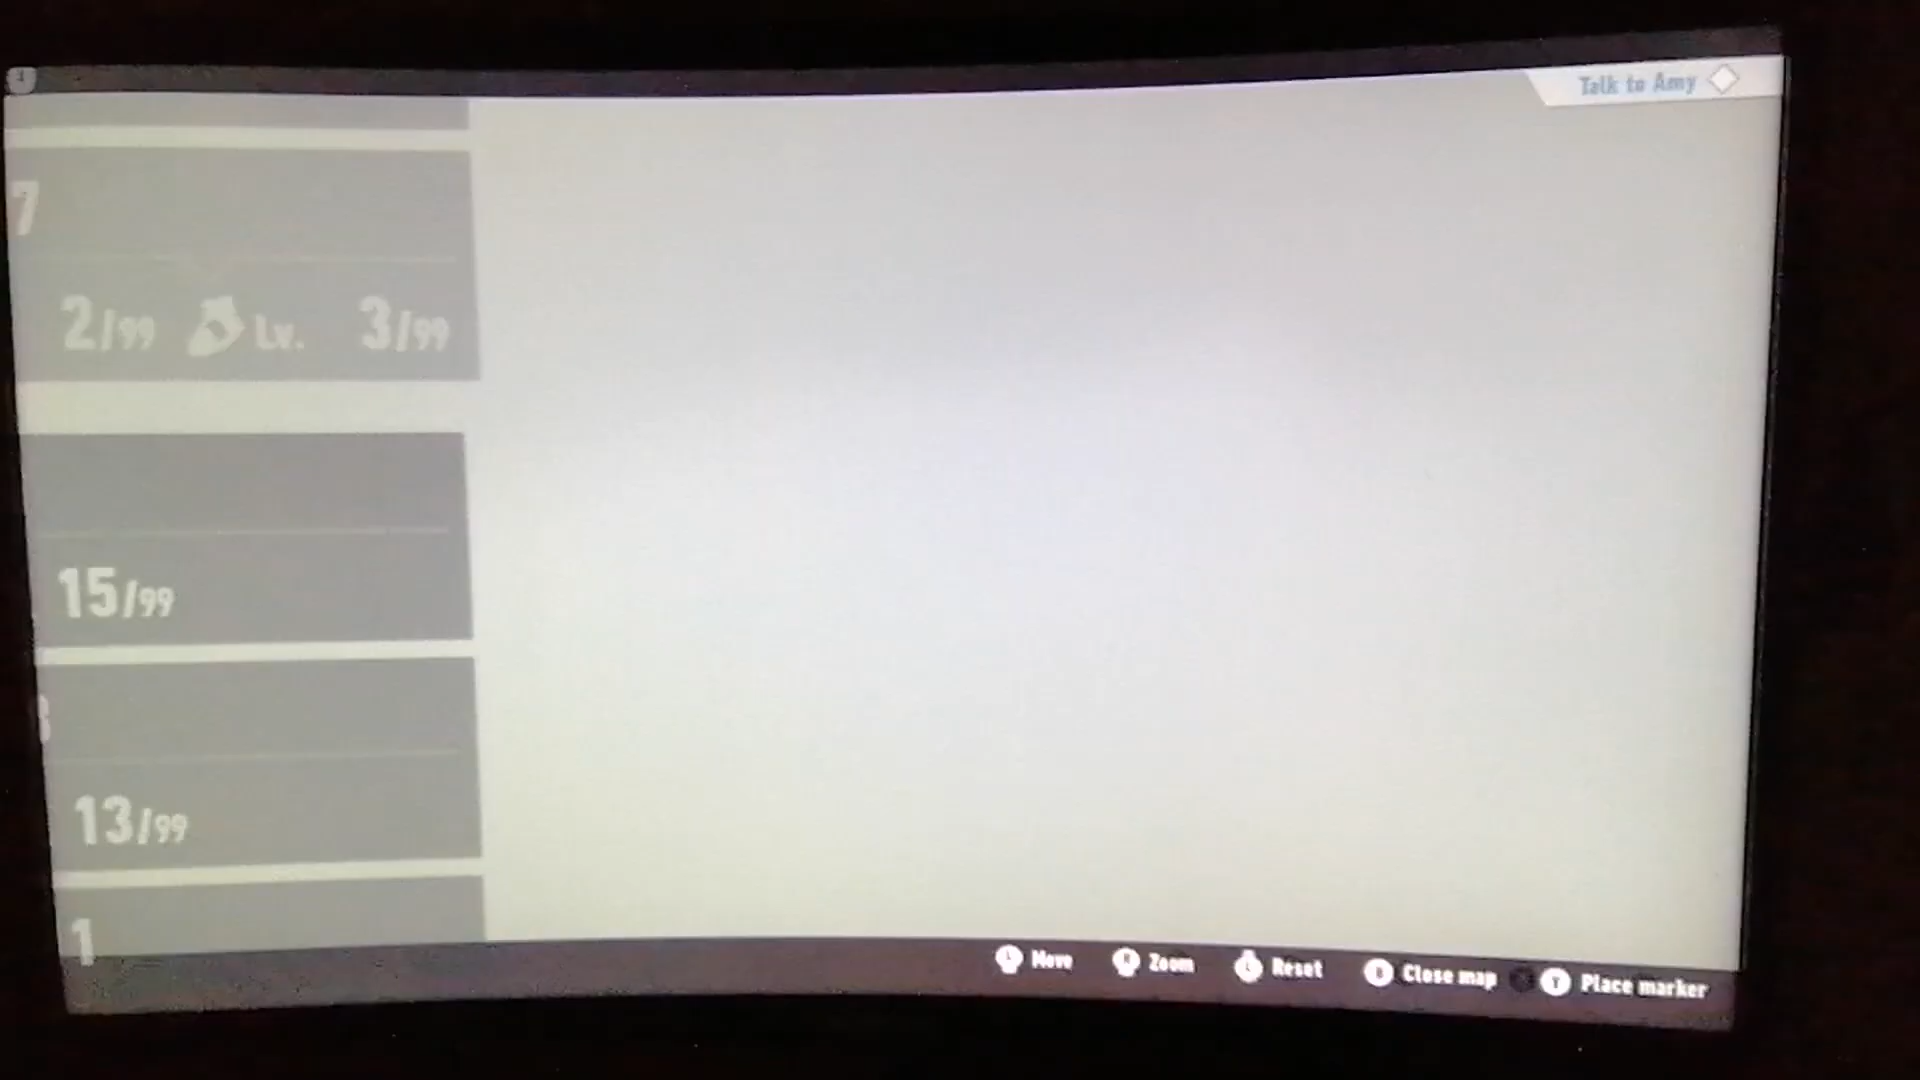 Talk to Amy
7
2/99 Lv. 3/99
15/99
13/99
1
Move Zoom Reset Close map Y Place marker